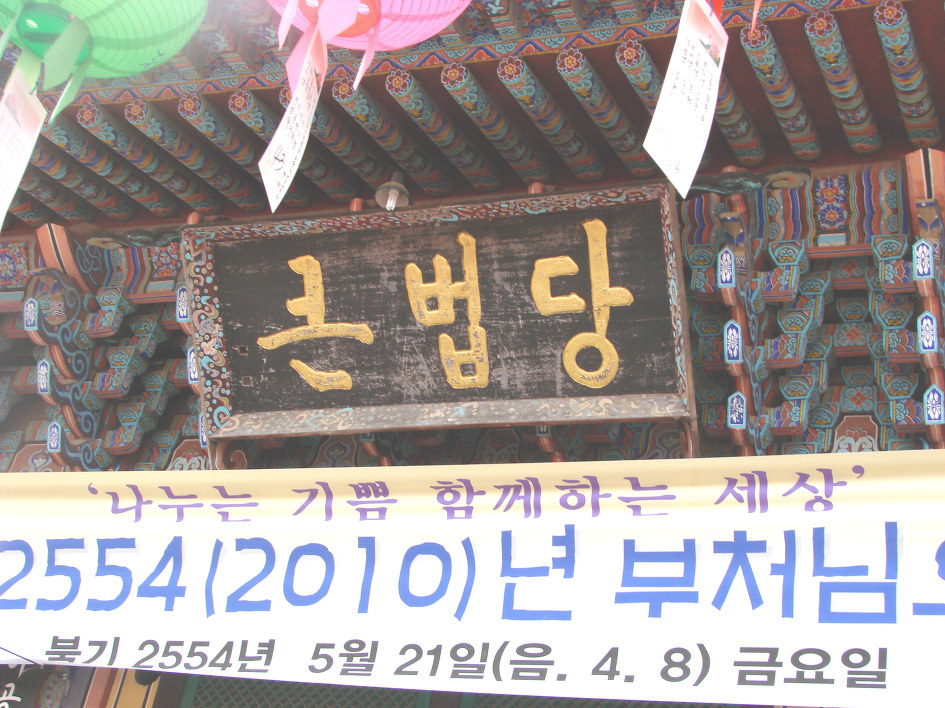 큰법당
‘나누는 기쁨 함께하는 세상’
2554(2010)년 부처님
불기 2554년 5월 21일(음. 4. 8) 금요일